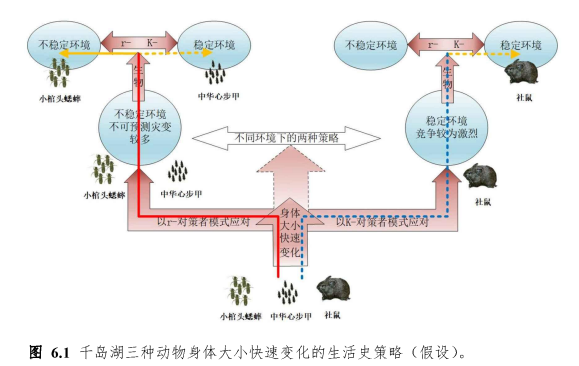 不稳定环境
r-
K-
稳定环境
不稳定环境
r-
K-
稳定环境
小棺头蟋蟀
生物
中华心步甲
生物
社鼠
不稳定环境
不可预测灾变
较多
不同环境下的两种策略
稳定环境
竞争较为激烈
小棺头蟋蟀
中华心步甲
社鼠
以r-对策者模式应对
身体
大小
快速
变化
以K-对策者模式应对
小棺头蟋蟀
中华心步甲
社鼠
图 6.1 千岛湖三种动物身体大小快速变化的生活史策略（假设）。